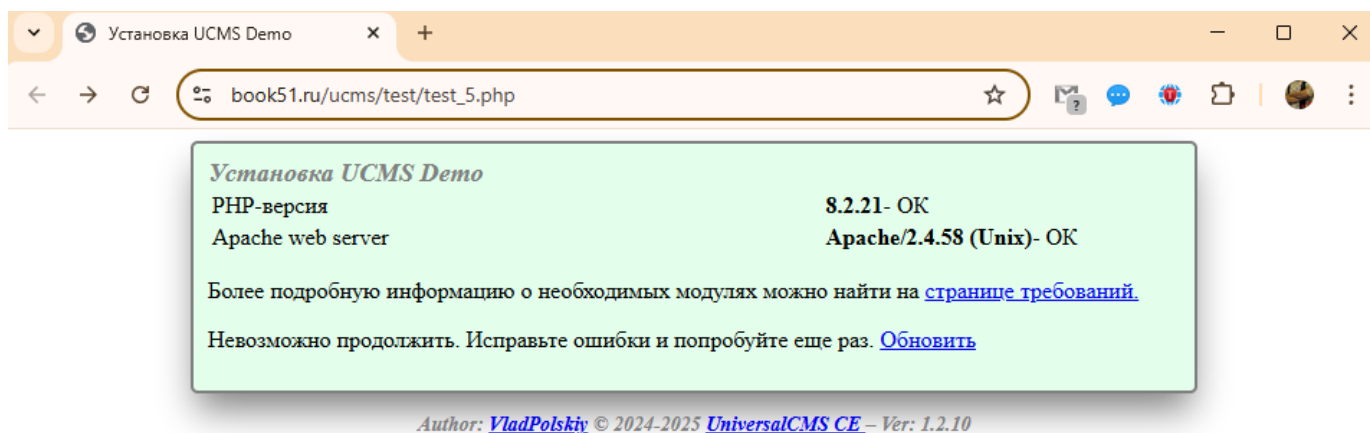 Установка UCMS Demo
book51.ru/ucms/test/test_5.php
Установка UCMS Demo
PHP-версия 8.2.21- ОК
Apache web server Apache/2.4.58 (Unix)- ОК
Более подробную информацию о необходимых модулях можно найти на странице требований.
Невозможно продолжить. Исправьте ошибки и попробуйте еще раз. Обновить
Author: VladPolskiy © 2024-2025 UniversalCMS CE – Ver: 1.2.10